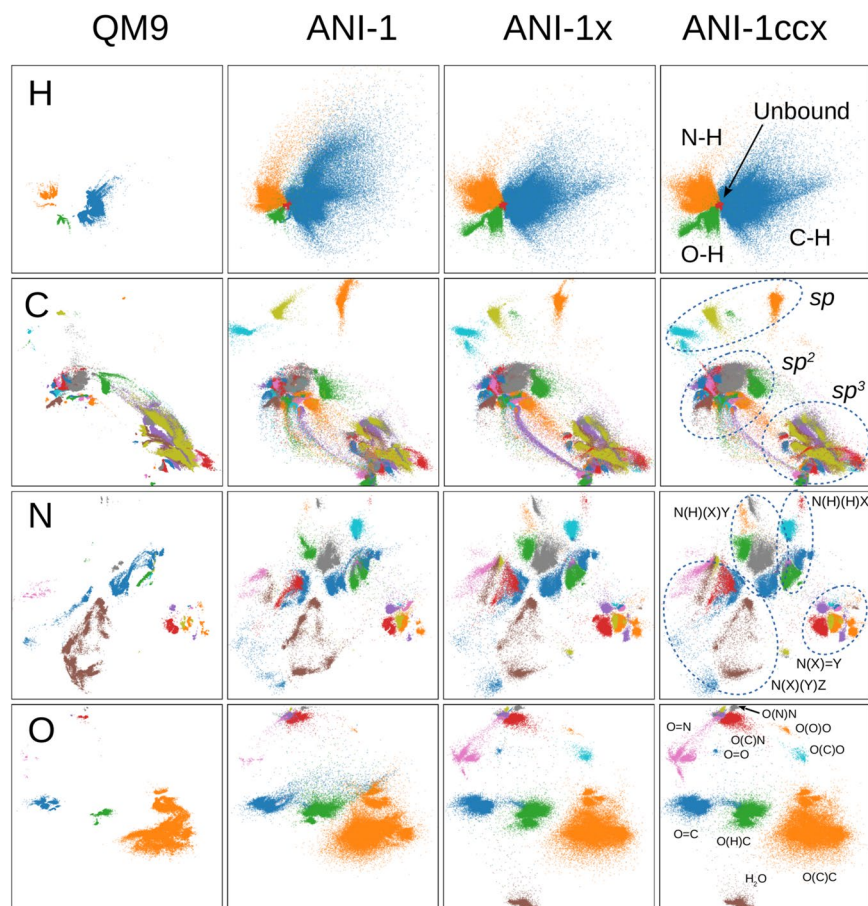 QM9 ANI-1 ANI-1x ANI-1ccx
H
Unbound
N-H
O-H
C-H
C
sp
sp²
sp³
N
N(H)(X)Y
N(H)(H)X
N(X)=Y
N(X)(Y)Z
O
O(N)N
O=N
O(O)O
O(C)N
O=O
O(C)O
O=C
O(H)C
H₂O
O(C)C